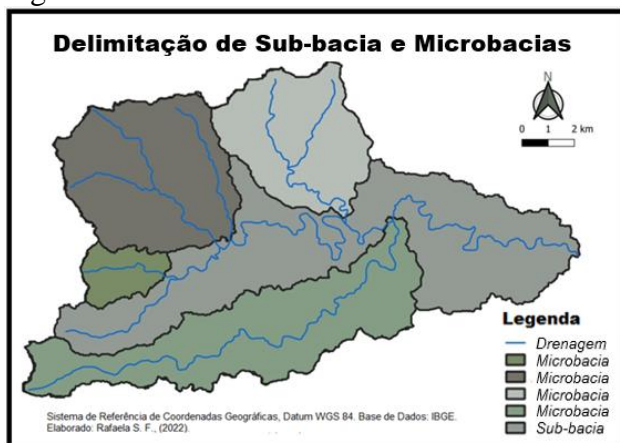 Delimitação de Sub-bacia e Microbacias
N
0 1 2 km
Legenda
Drenagem
Microbacia
Microbacia
Microbacia
Microbacia
Sub-bacia
Sistema de Referência de Coordenadas Geográficas, Datum WGS 84. Base de Dados: IBGE.
Elaborado: Rafaela S. F., (2022).